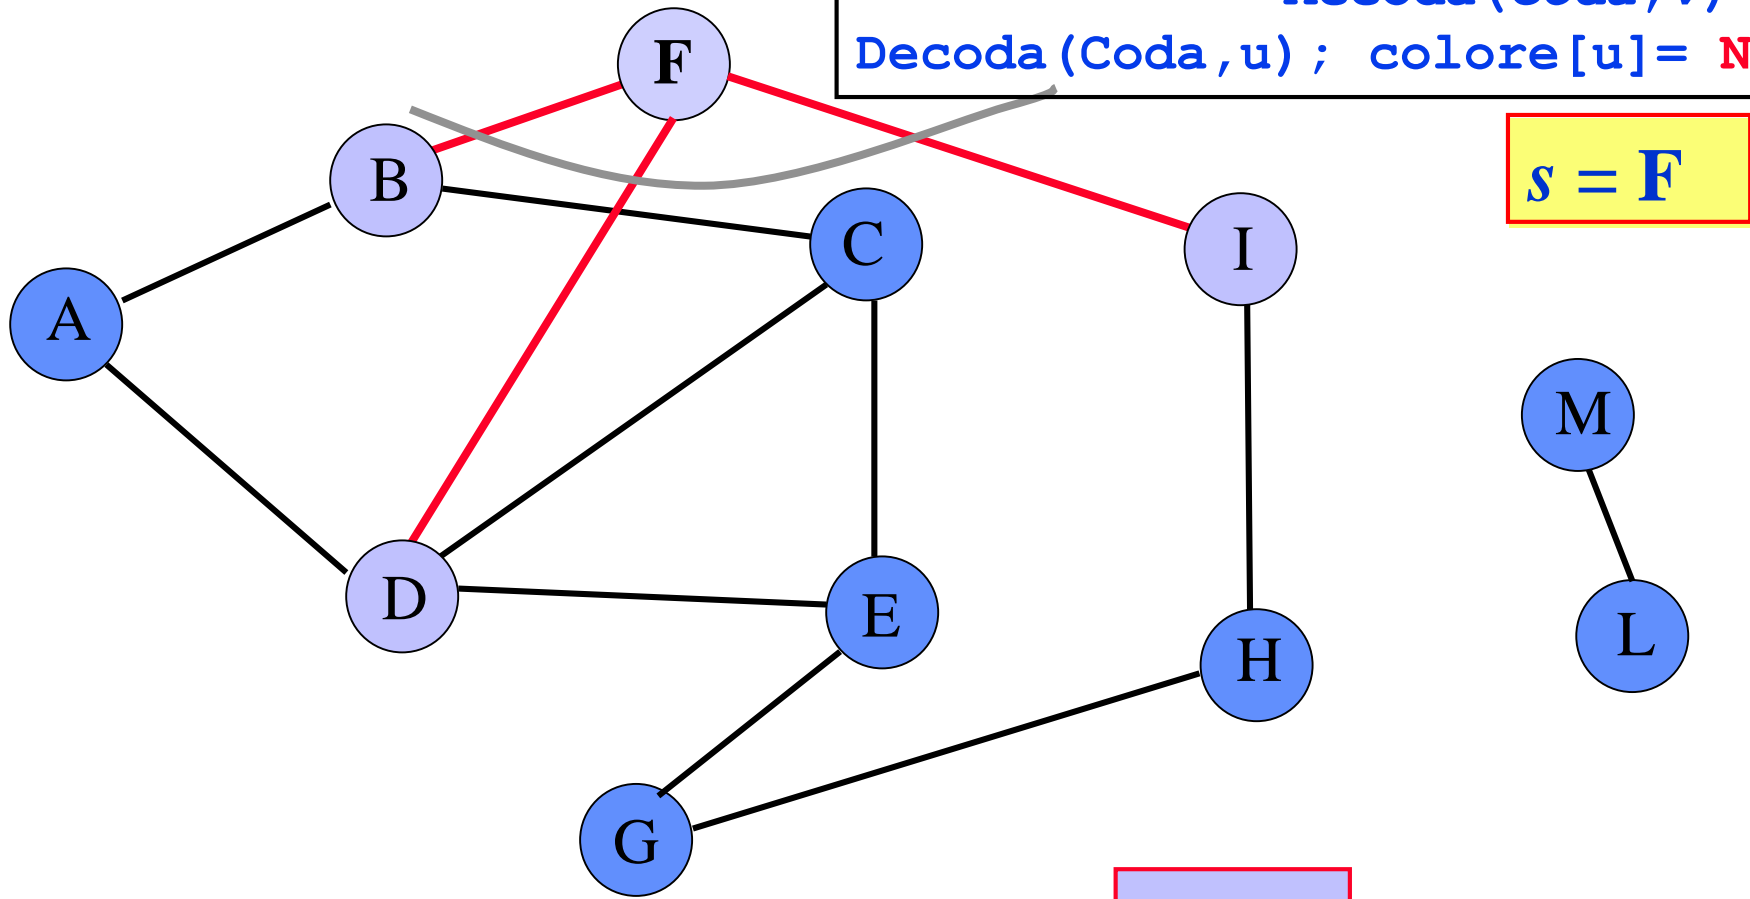 Decoda(Coda,u); colore[u]= N
s = F
F
B
C
I
A
M
D
E
H
L
G